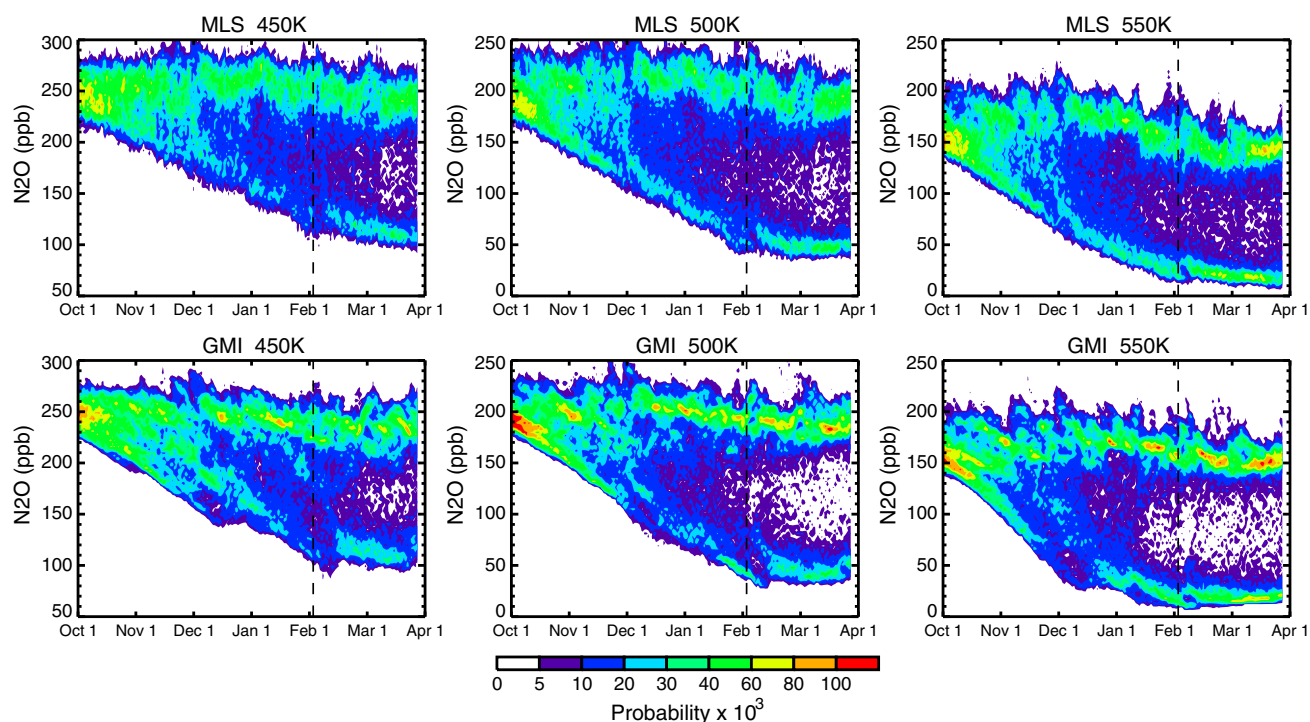 MLS 450K
MLS 500K
MLS 550K
N2O (ppb)
300
250
200
150
100
50
Oct 1 Nov 1 Dec 1 Jan 1 Feb 1 Mar 1 Apr 1
N2O (ppb)
250
200
150
100
50
0
Oct 1 Nov 1 Dec 1 Jan 1 Feb 1 Mar 1 Apr 1
N2O (ppb)
250
200
150
100
50
0
Oct 1 Nov 1 Dec 1 Jan 1 Feb 1 Mar 1 Apr 1
GMI 450K
GMI 500K
GMI 550K
N2O (ppb)
300
250
200
150
100
50
Oct 1 Nov 1 Dec 1 Jan 1 Feb 1 Mar 1 Apr 1
N2O (ppb)
250
200
150
100
50
0
Oct 1 Nov 1 Dec 1 Jan 1 Feb 1 Mar 1 Apr 1
N2O (ppb)
250
200
150
100
50
0
Oct 1 Nov 1 Dec 1 Jan 1 Feb 1 Mar 1 Apr 1
0 5 10 20 30 40 60 80 100
Probability x 10³